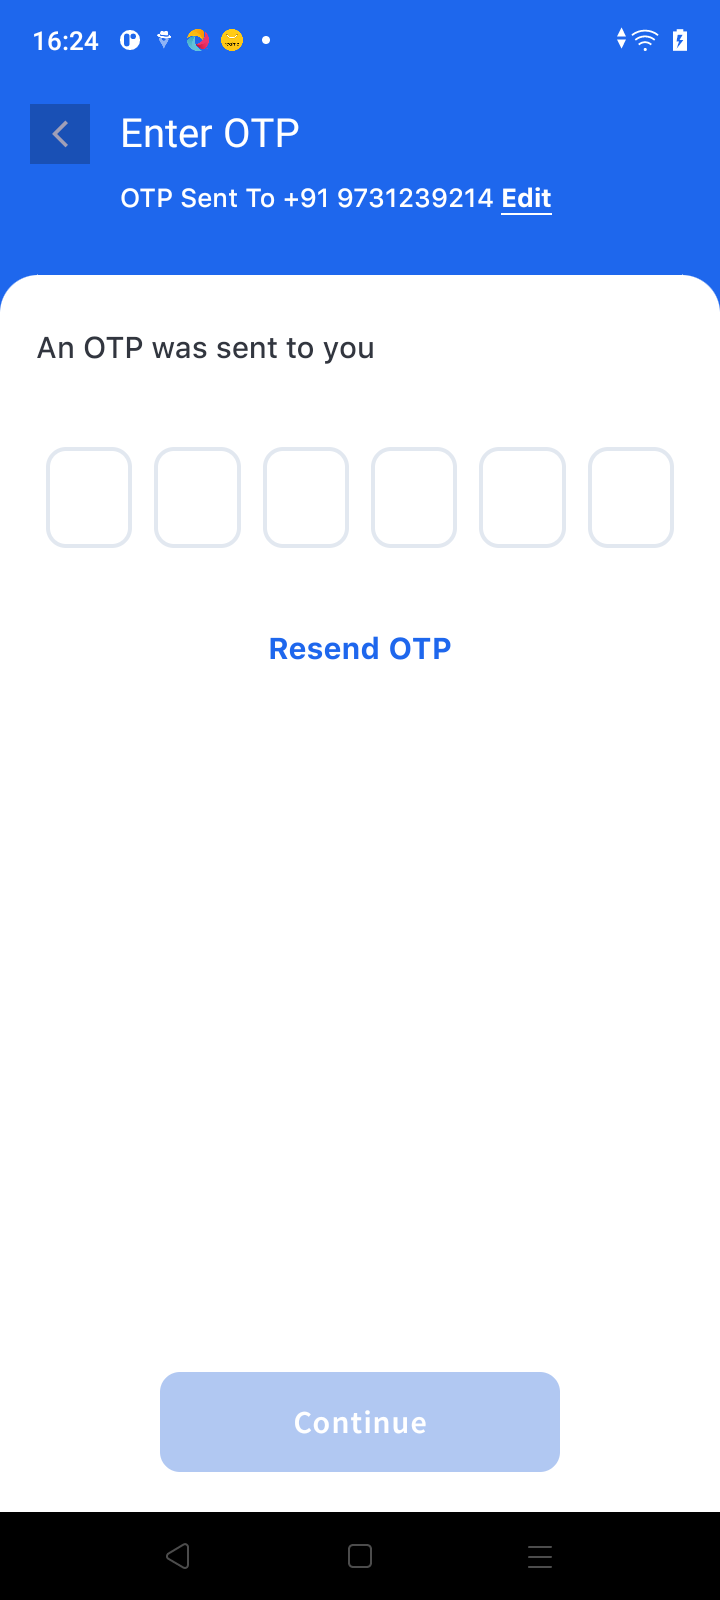 16:24
Enter OTP
OTP Sent To +91 9731239214 Edit
An OTP was sent to you
Resend OTP
Continue